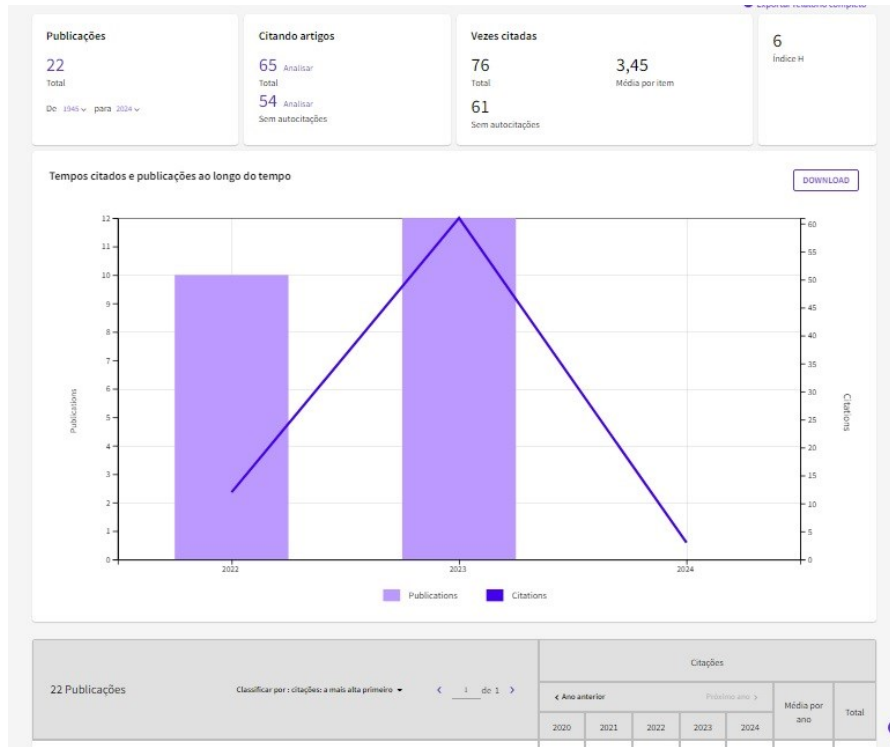 Exportar relatório completo
Publicações
22
Total
De 1945 para 2024
Citando artigos
65 Analisar
Total
54 Analisar
Sem autocitações
Vezes citadas
76
Total
3,45
Média por item
61
Sem autocitações
6
Índice H
Tempos citados e publicações ao longo do tempo
DOWNLOAD
12
11
10
9
8
7
6
5
4
3
2
1
0
Publications
60
55
50
45
40
35
30
25
20
15
10
5
0
Citations
2022
2023
2024
Publications
Citations
22 Publicações
Classificar por : citações: a mais alta primeiro
1 de 1
Citações
Ano anterior
Próximo ano
Média por
ano
Total
2020
2021
2022
2023
2024